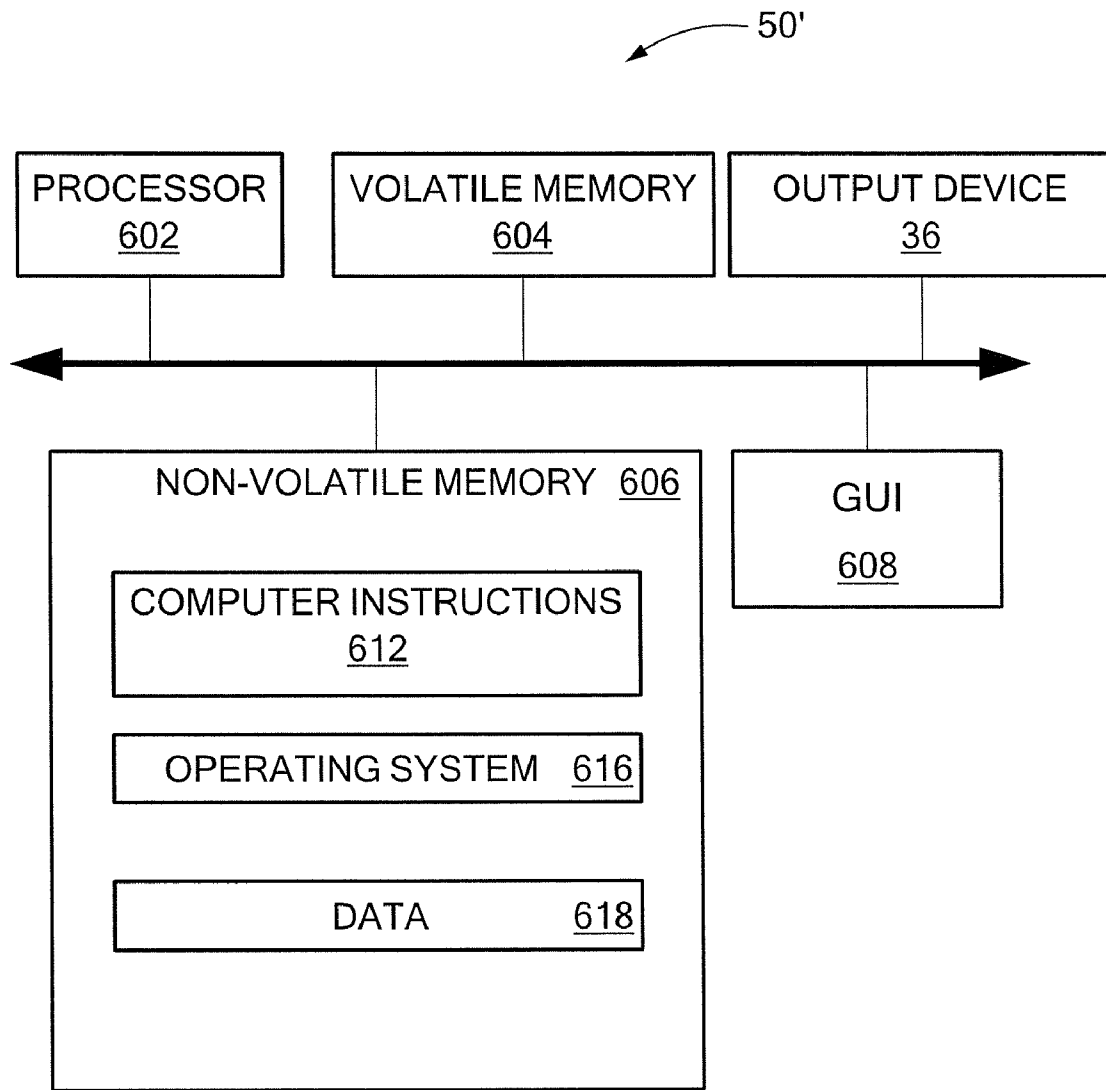 50'
PROCESSOR
602
VOLATILE MEMORY
604
OUTPUT DEVICE
36
NON-VOLATILE MEMORY 606
COMPUTER INSTRUCTIONS
612
OPERATING SYSTEM 616
DATA 618
GUI
608